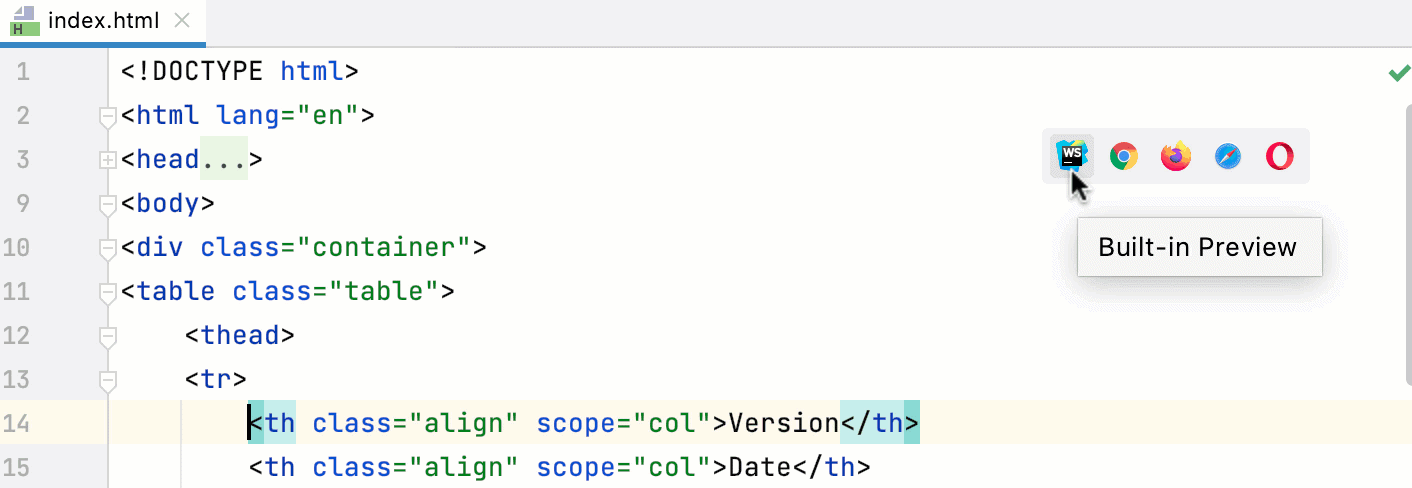 H index.html
1 <!DOCTYPE html>
2 <html lang="en">
3 <head...>
WS
9 <body>
10 <div class="container">
Built-in Preview
11 <table class="table">
12 <thead>
13 <tr>
14 <th class="align" scope="col">Version</th>
15 <th class="align" scope="col">Date</th>